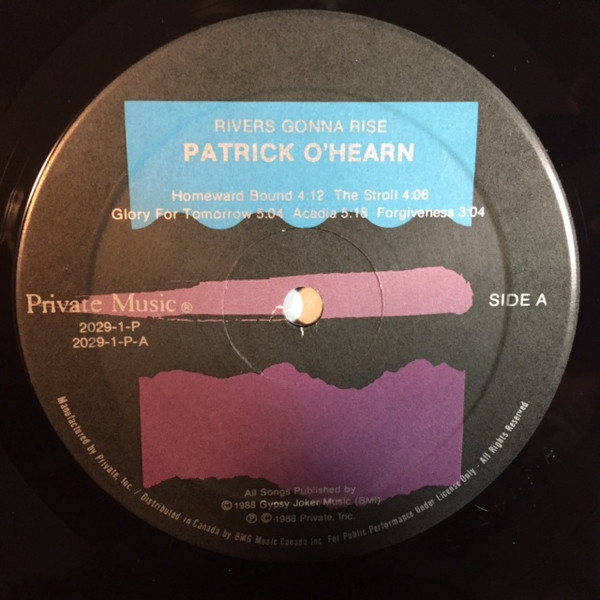 RIVERS GONNA RISE
PATRICK O'HEARN
Homeward Bound 4:12 The Stroll 4:06
Glory For Tomorrow 5:04 Acadia 5:16 Forgiveness 3:04
Private Music ®
SIDE A
2029-1-P
2029-1-P-A
All Songs Published by
© 1988 Gypsy Joker Music (BMI)
℗ © 1988 Private, Inc.
Manufactured by Private, Inc. / Distributed in Canada by BMG Music Canada Inc. For Public Performance Under License Only - All Rights Reserved.